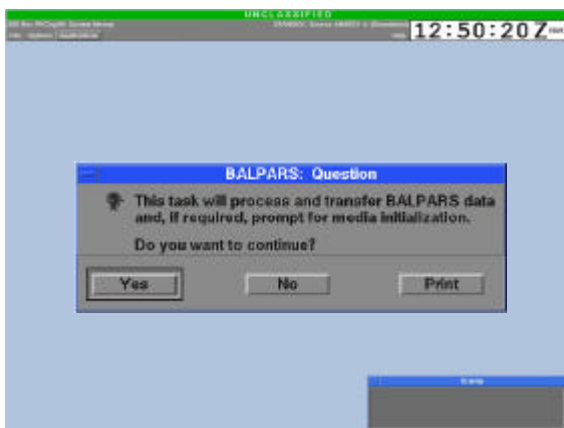 UNCLASSIFIED
12:50:20Z
BALPARS: Question
This task will process and transfer BALPARS data
and, if required, prompt for media initialization.
Do you want to continue?
Yes No Print